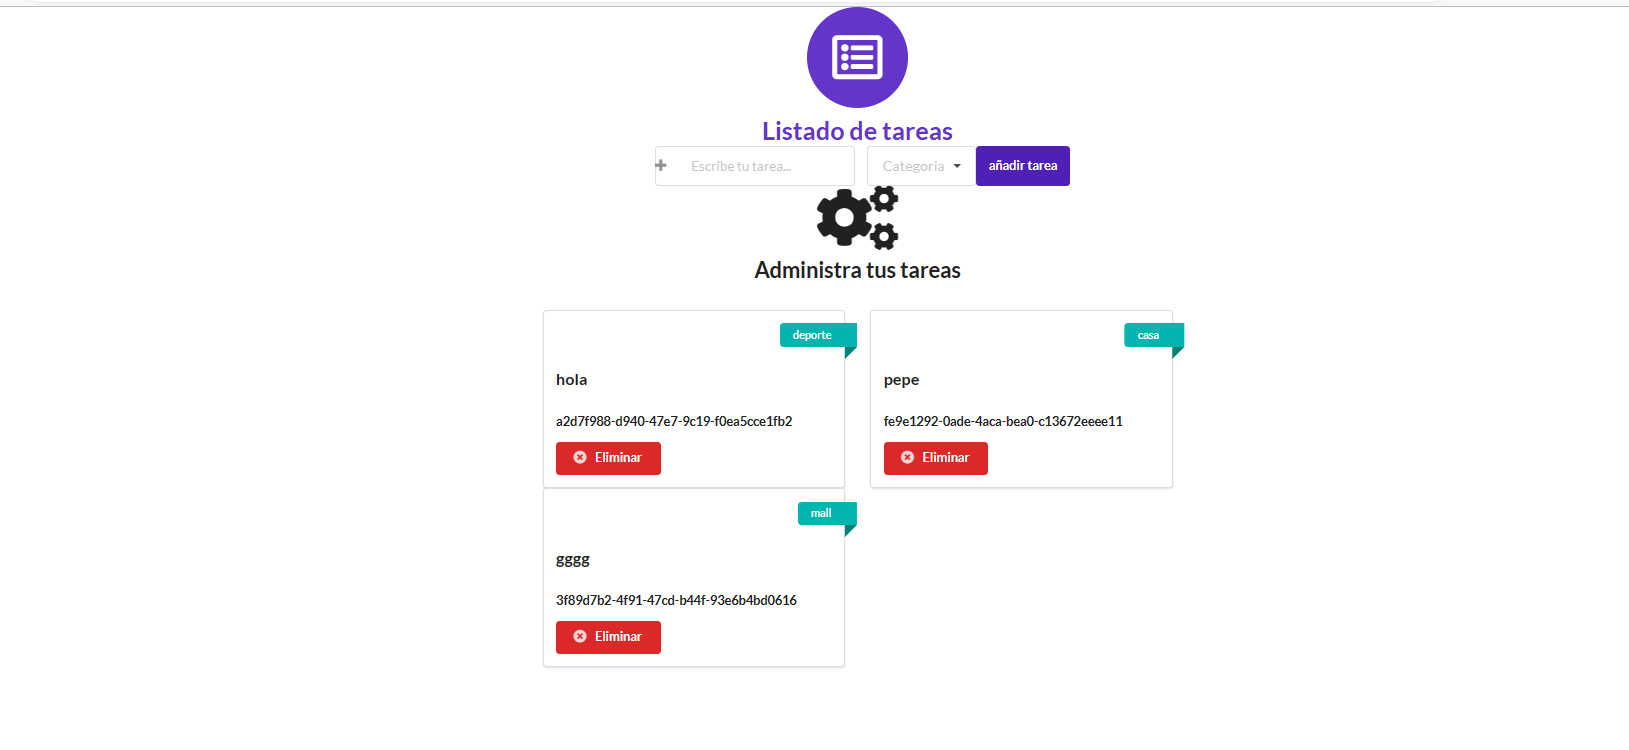 Listado de tareas
Escribe tu tarea...
Categoria
añadir tarea
Administra tus tareas
deporte
hola
a2d7f988-d940-47e7-9c19-f0ea5cce1fb2
Eliminar
casa
pepe
fe9e1292-0ade-4aca-bea0-c13672eeee11
Eliminar
mall
gggg
3f89d7b2-4f91-47cd-b44f-93e6b4bd0616
Eliminar